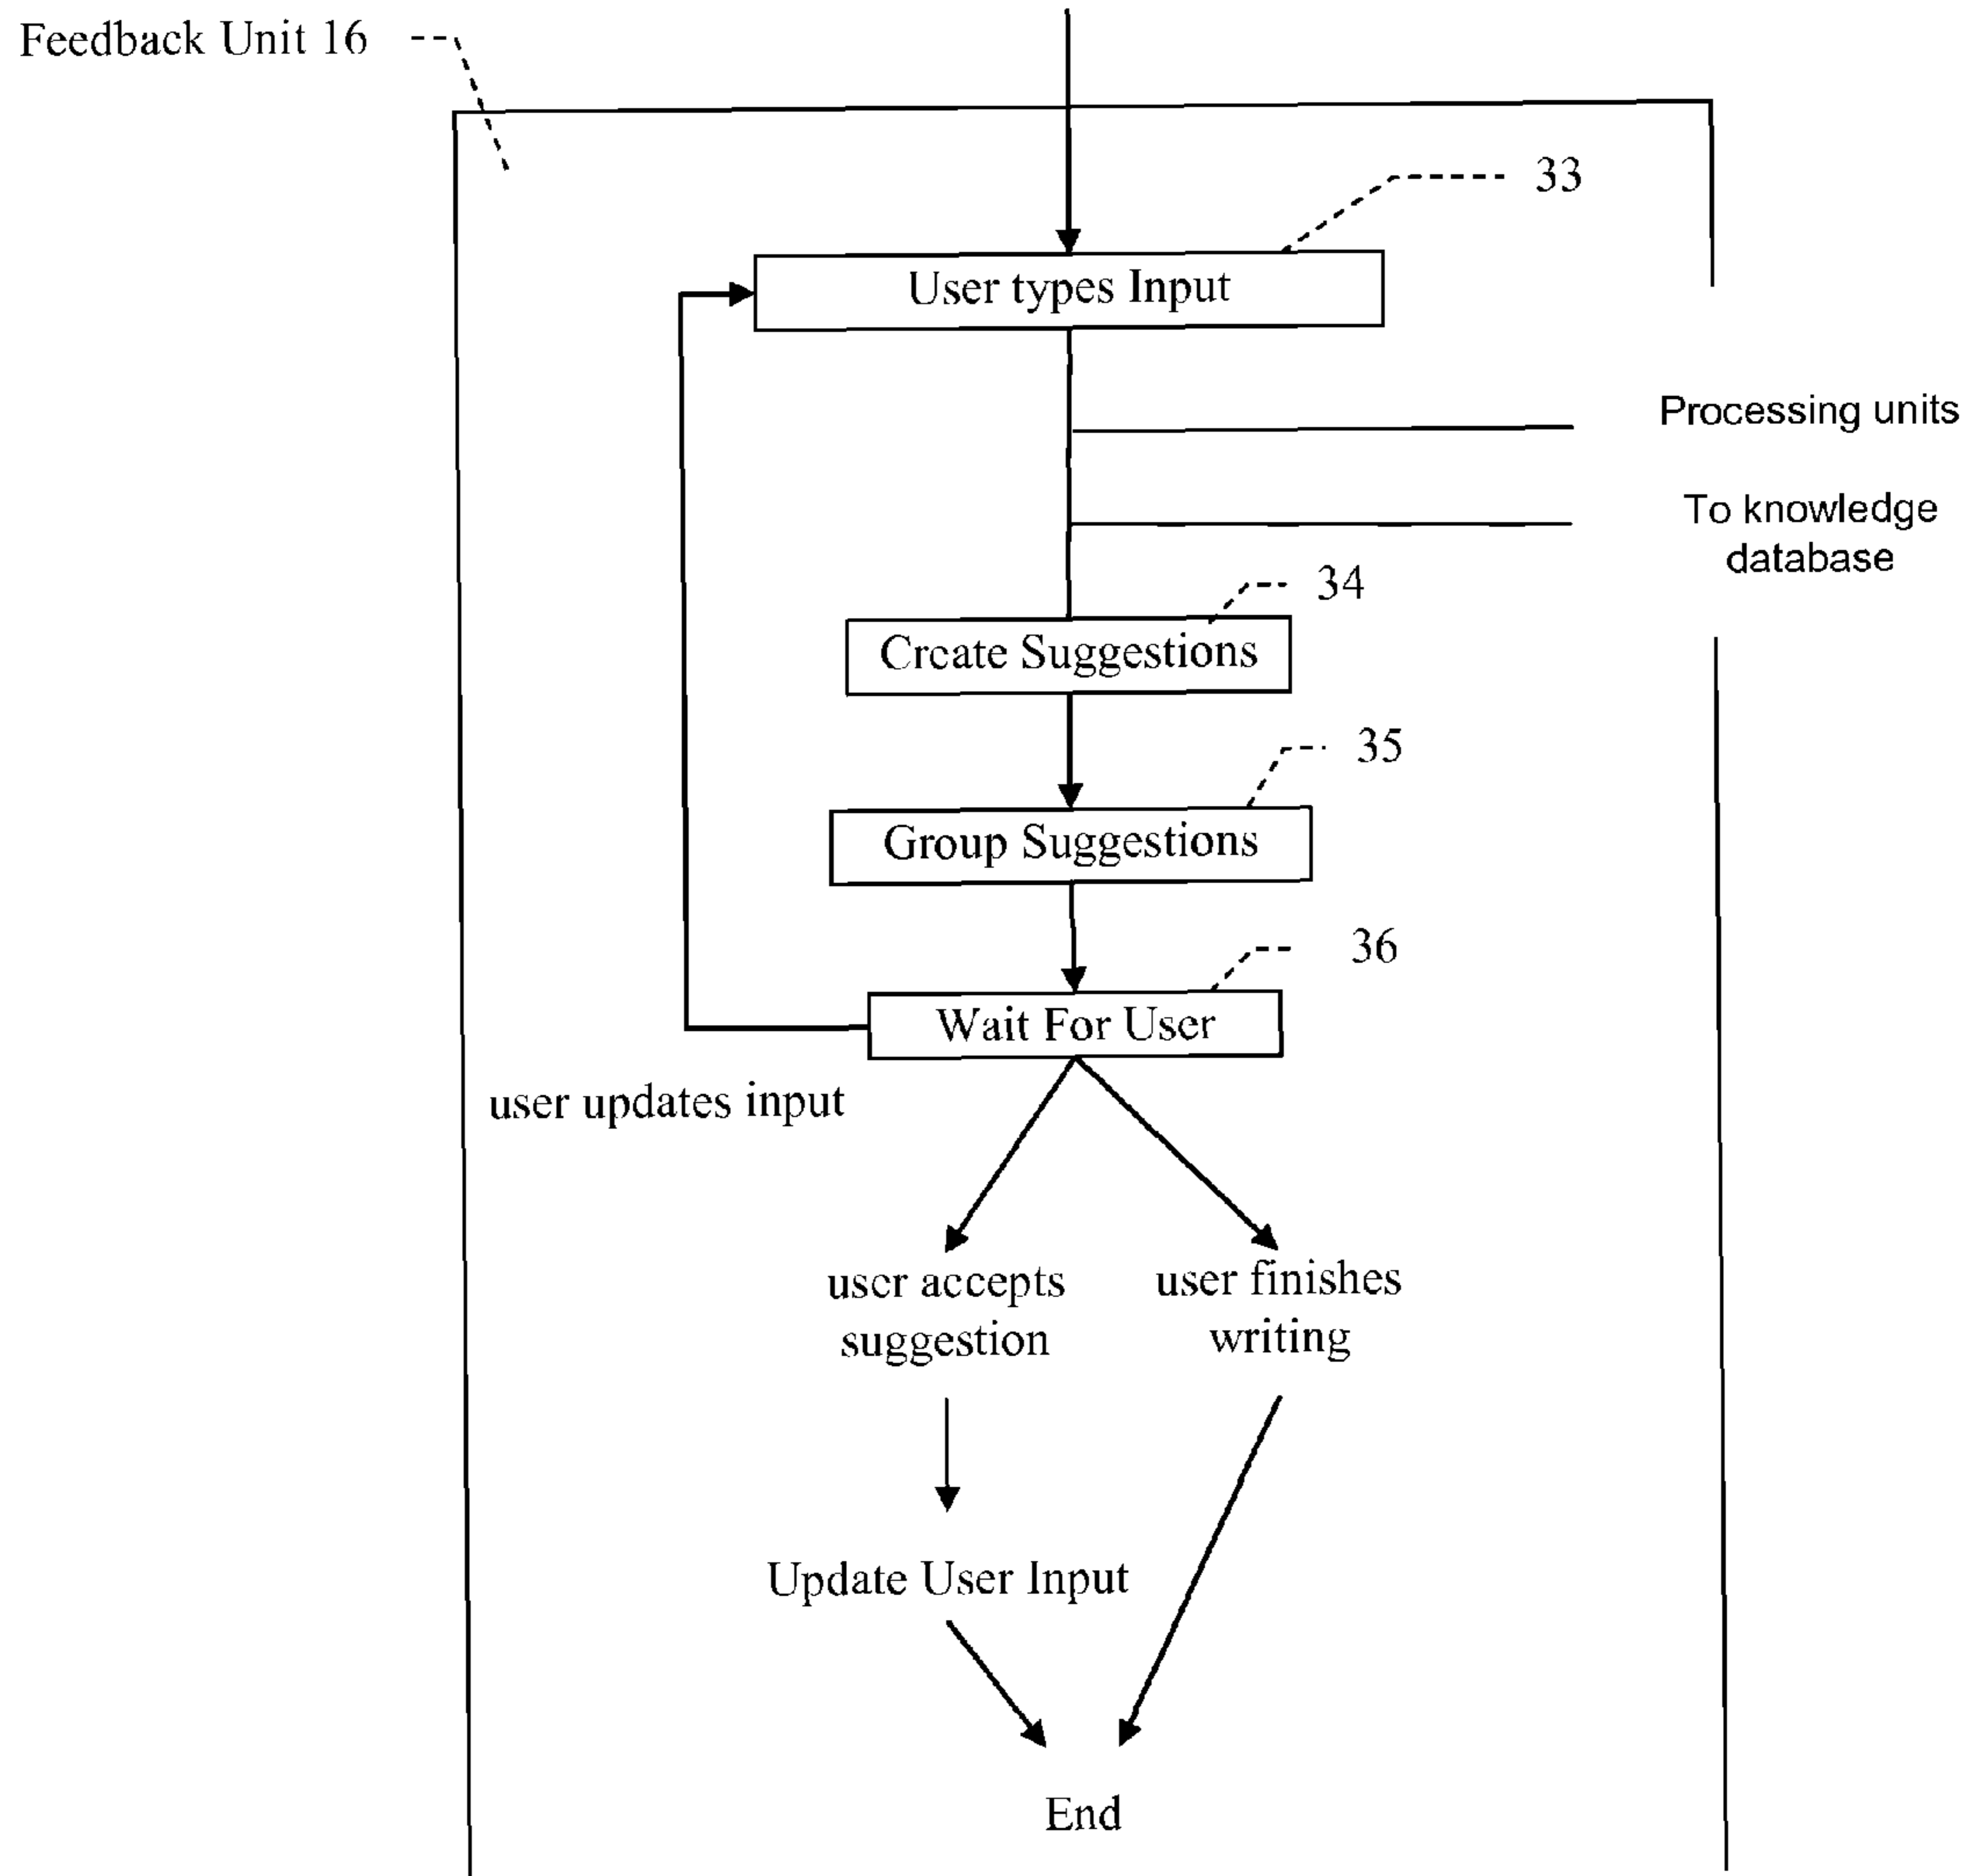 Feedback Unit 16
33
User types Input
Processing units
To knowledge
database
34
Create Suggestions
35
Group Suggestions
36
Wait For User
user updates input
user accepts
suggestion
user finishes
writing
Update User Input
End